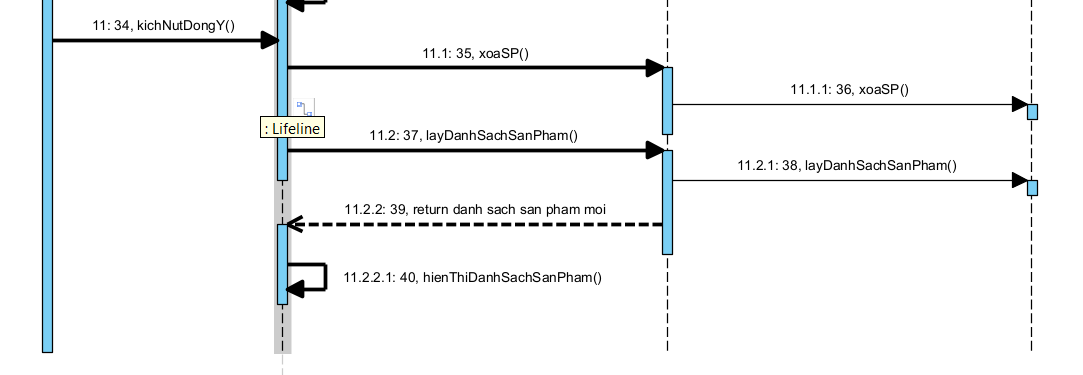 11: 34, kichNutDongY()
11.1: 35, xoaSP()
11.1.1: 36, xoaSP()
: Lifeline
11.2: 37, layDanhSachSanPham()
11.2.1: 38, layDanhSachSanPham()
11.2.2: 39, return danh sach san pham moi
11.2.2.1: 40, hienThiDanhSachSanPham()